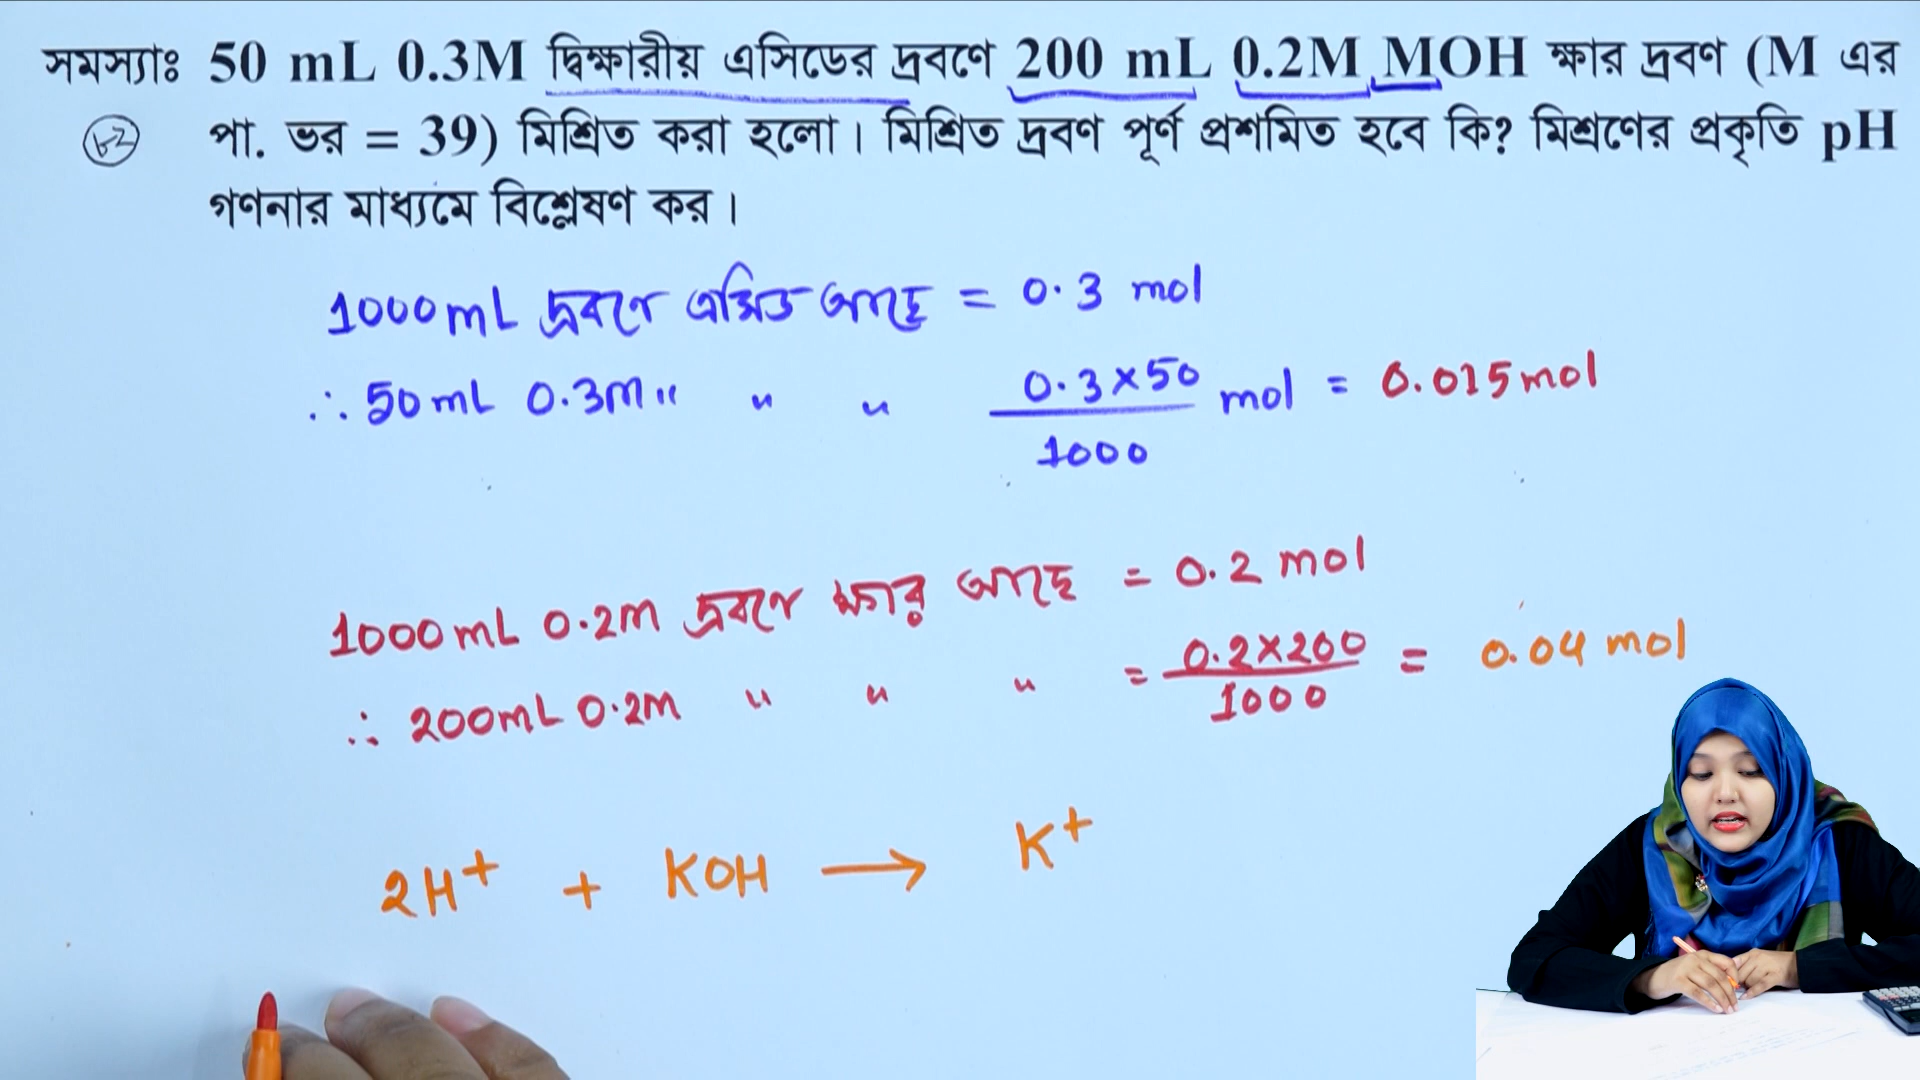 সমস্যাঃ 50 mL 0.3M দ্বিক্ষারীয় এসিডের দ্রবণে 200 mL 0.2M MOH ক্ষার দ্রবণ (M এর
পা. ভর = 39) মিশ্রিত করা হলো। মিশ্রিত দ্রবণ পূর্ণ প্রশমিত হবে কি? মিশ্রণের প্রকৃতি pH
গণনার মাধ্যমে বিশ্লেষণ কর।
1000mL দ্রবণে এসিড আছে = 0.3 mol
∴ 50mL 0.3M " " " 0.3×50/1000 mol = 0.015mol
1000mL 0.2M দ্রবণে ক্ষার আছে = 0.2 mol
∴ 200mL 0.2M " " " = 0.2×200/1000 = 0.04 mol
2H⁺ + KOH → K⁺